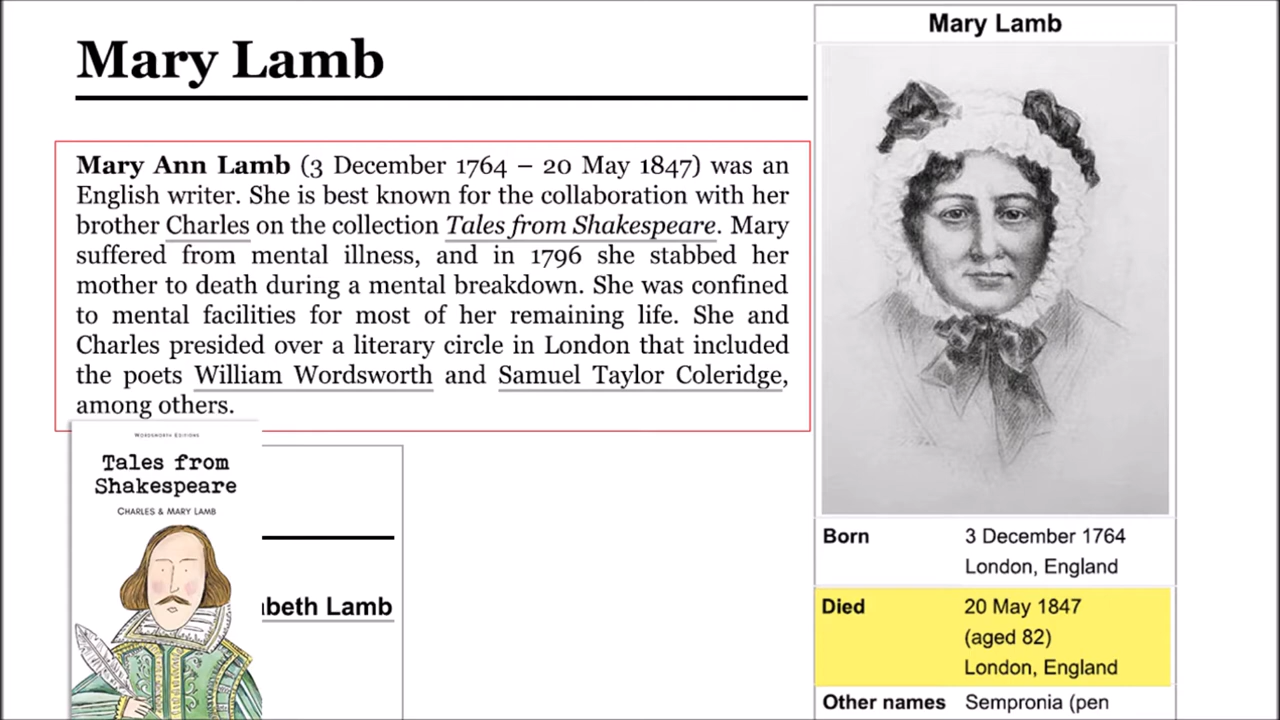 Mary Lamb
Mary Ann Lamb (3 December 1764 – 20 May 1847) was an
English writer. She is best known for the collaboration with her
brother Charles on the collection Tales from Shakespeare. Mary
suffered from mental illness, and in 1796 she stabbed her
mother to death during a mental breakdown. She was confined
to mental facilities for most of her remaining life. She and
Charles presided over a literary circle in London that included
the poets William Wordsworth and Samuel Taylor Coleridge,
among others.
WORDSWORTH EDITIONS
Tales from
Shakespeare
CHARLES & MARY LAMB
beth Lamb
Mary Lamb
Born 3 December 1764
London, England
Died 20 May 1847
(aged 82)
London, England
Other names Sempronia (pen